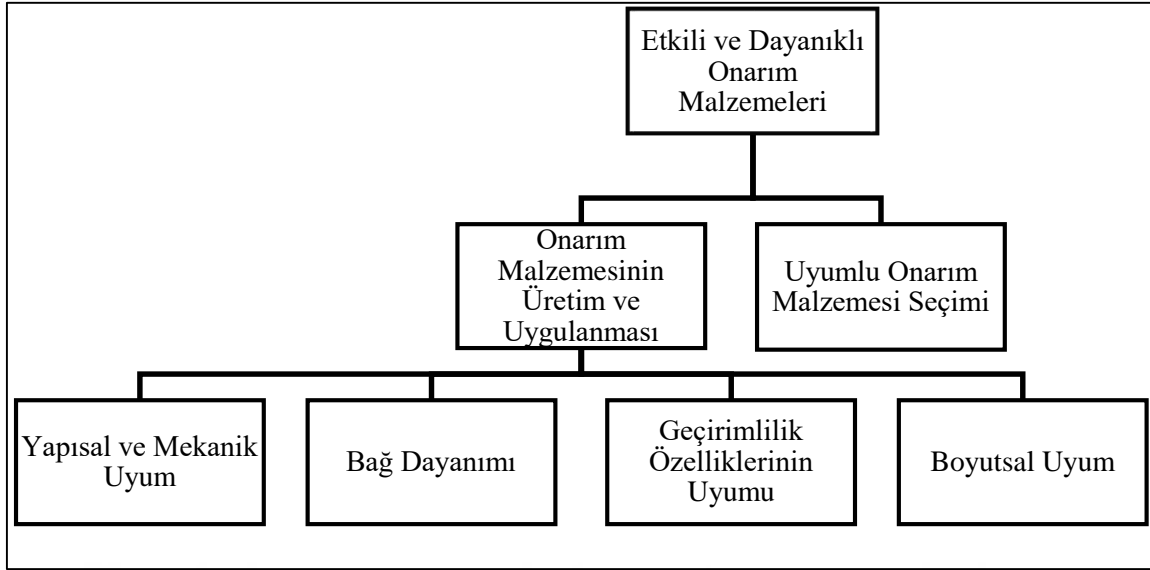 Etkili ve Dayanıklı
Onarım
Malzemeleri
Onarım
Malzemesinin
Üretim ve
Uygulanması
Uyumlu Onarım
Malzemesi Seçimi
Yapısal ve Mekanik
Uyum
Bağ Dayanımı
Geçirimlilik
Özelliklerinin
Uyumu
Boyutsal Uyum